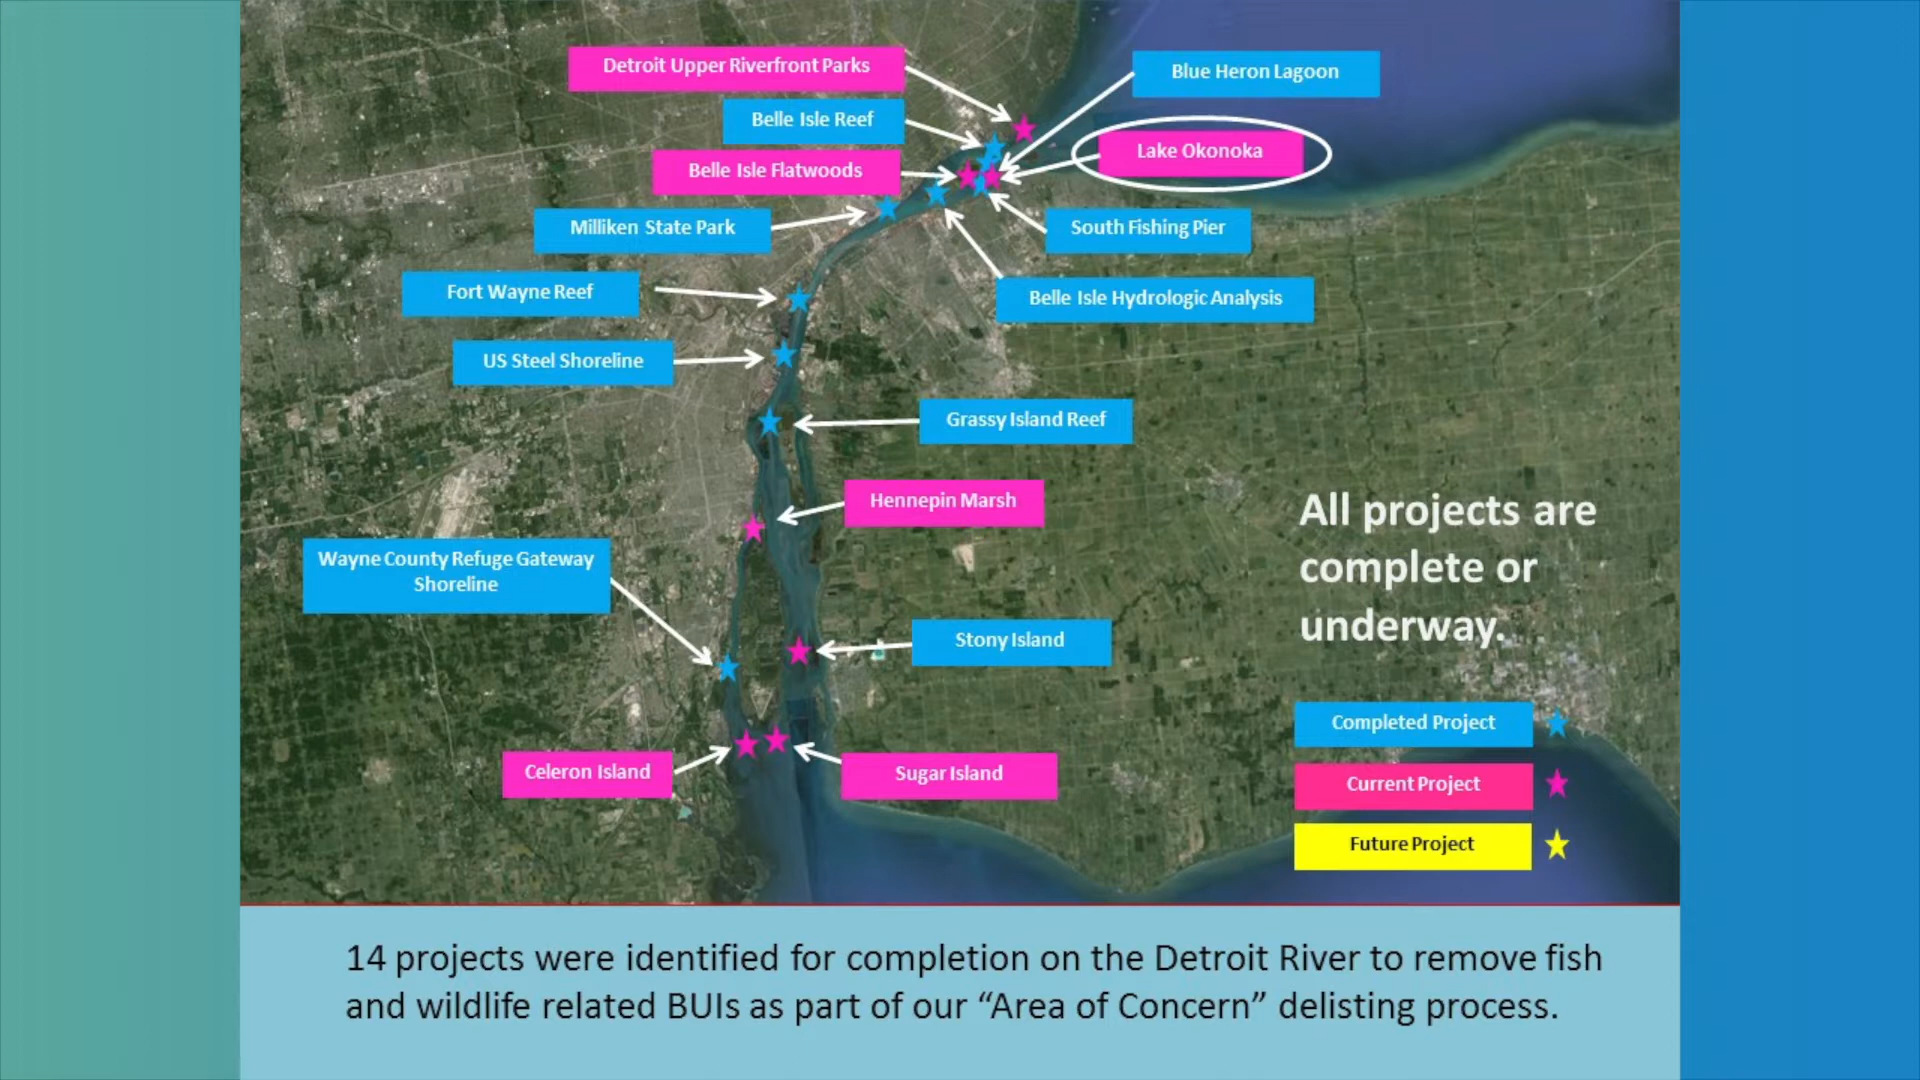 Detroit Upper Riverfront Parks
Blue Heron Lagoon
Belle Isle Reef
Lake Okonoka
Belle Isle Flatwoods
Milliken State Park
South Fishing Pier
Fort Wayne Reef
Belle Isle Hydrologic Analysis
US Steel Shoreline
Grassy Island Reef
Hennepin Marsh
All projects are
complete or
underway.
Wayne County Refuge Gateway
Shoreline
Stony Island
Completed Project
Celeron Island
Sugar Island
Current Project
Future Project
14 projects were identified for completion on the Detroit River to remove fish
and wildlife related BUIs as part of our “Area of Concern” delisting process.